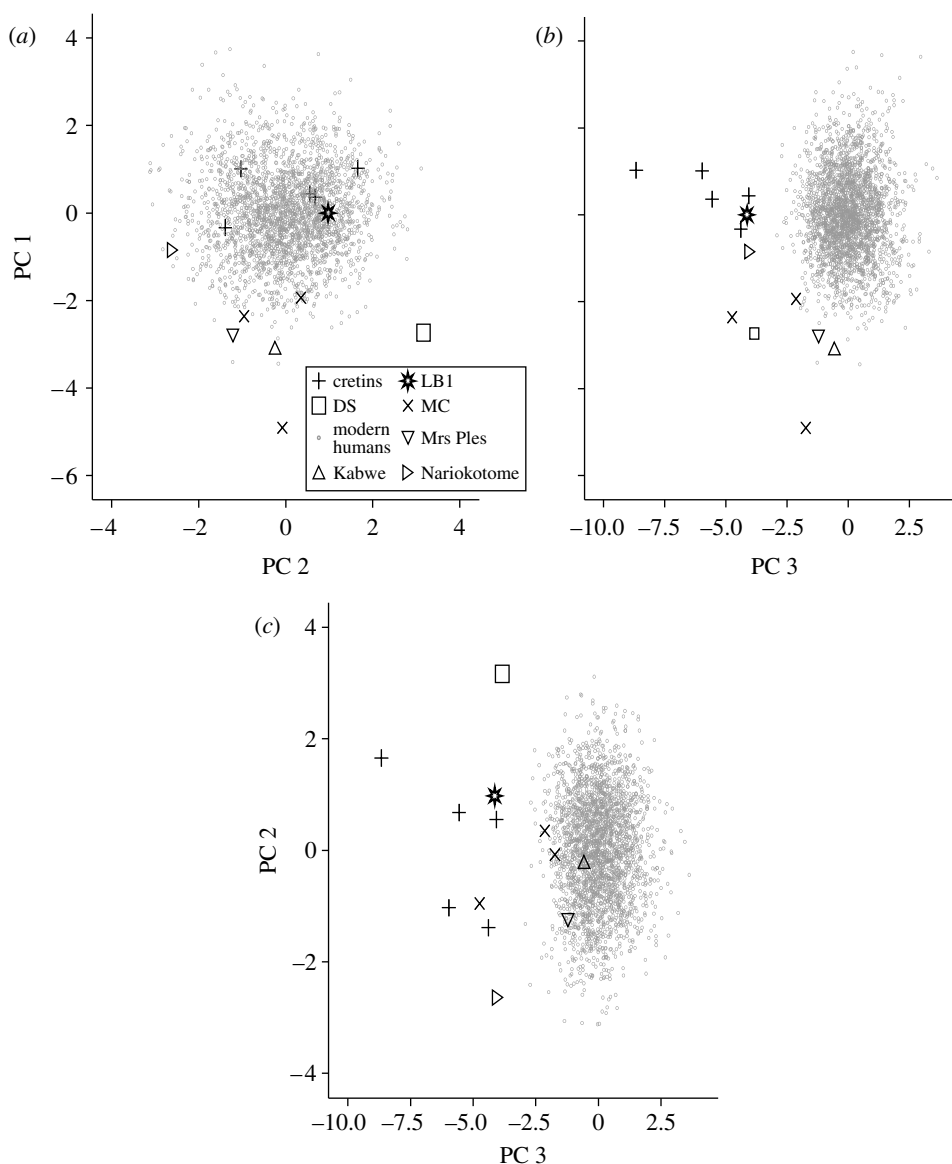 (a)
4
2
0
−2
−4
−6
PC 1
−4 −2 0 2 4
PC 2
cretins LB1
DS MC
modern
humans Mrs Ples
Kabwe Nariokotome
(b)
−10.0 −7.5 −5.0 −2.5 0 2.5
PC 3
(c)
4
2
0
−2
−4
PC 2
−10.0 −7.5 −5.0 −2.5 0 2.5
PC 3